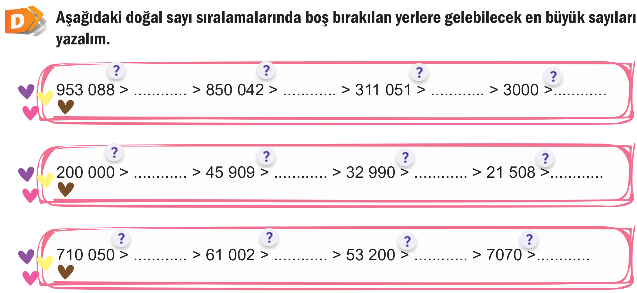 D
Aşağıdaki doğal sayı sıralamalarında boş bırakılan yerlere gelebilecek en büyük sayıları
yazalım.
? ? ? ?
953 088 > ............ > 850 042 > ............ > 311 051 > ............ > 3000 >............
? ? ? ?
200 000 > ............ > 45 909 > ............ > 32 990 > ............ > 21 508 >............
? ? ? ?
710 050 > ............ > 61 002 > ............ > 53 200 > ............ > 7070 >............